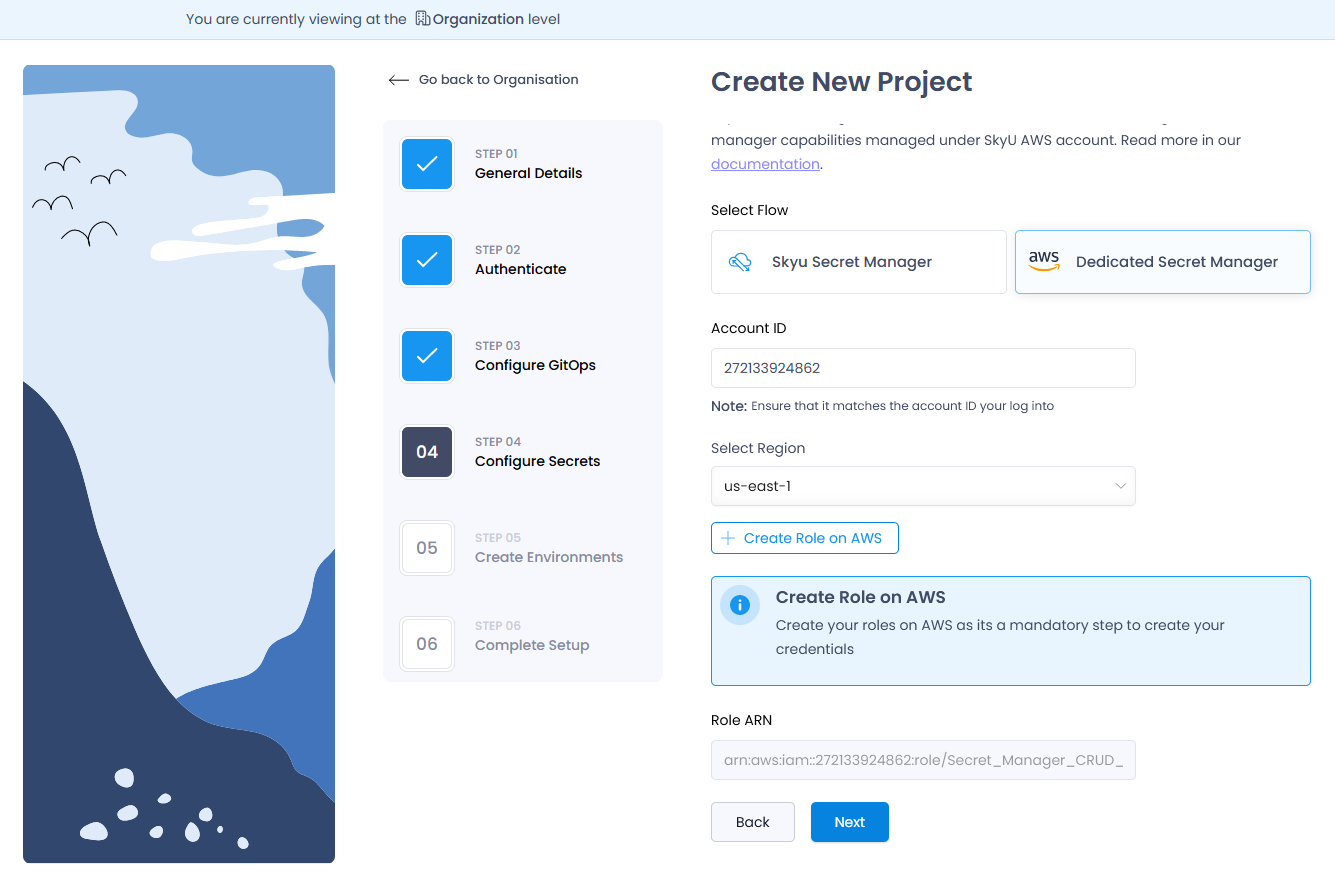 You are currently viewing at the Organization level
Go back to Organisation
STEP 01
General Details
STEP 02
Authenticate
STEP 03
Configure GitOps
04
STEP 04
Configure Secrets
05
STEP 05
Create Environments
06
STEP 06
Complete Setup
Create New Project
manager capabilities managed under SkyU AWS account. Read more in our
documentation.
Select Flow
Skyu Secret Manager
aws
Dedicated Secret Manager
Account ID
272133924862
Note: Ensure that it matches the account ID your log into
Select Region
us-east-1
Create Role on AWS
Create Role on AWS
Create your roles on AWS as its a mandatory step to create your
credentials
Role ARN
arn:aws:iam::272133924862:role/Secret_Manager_CRUD_
Back
Next